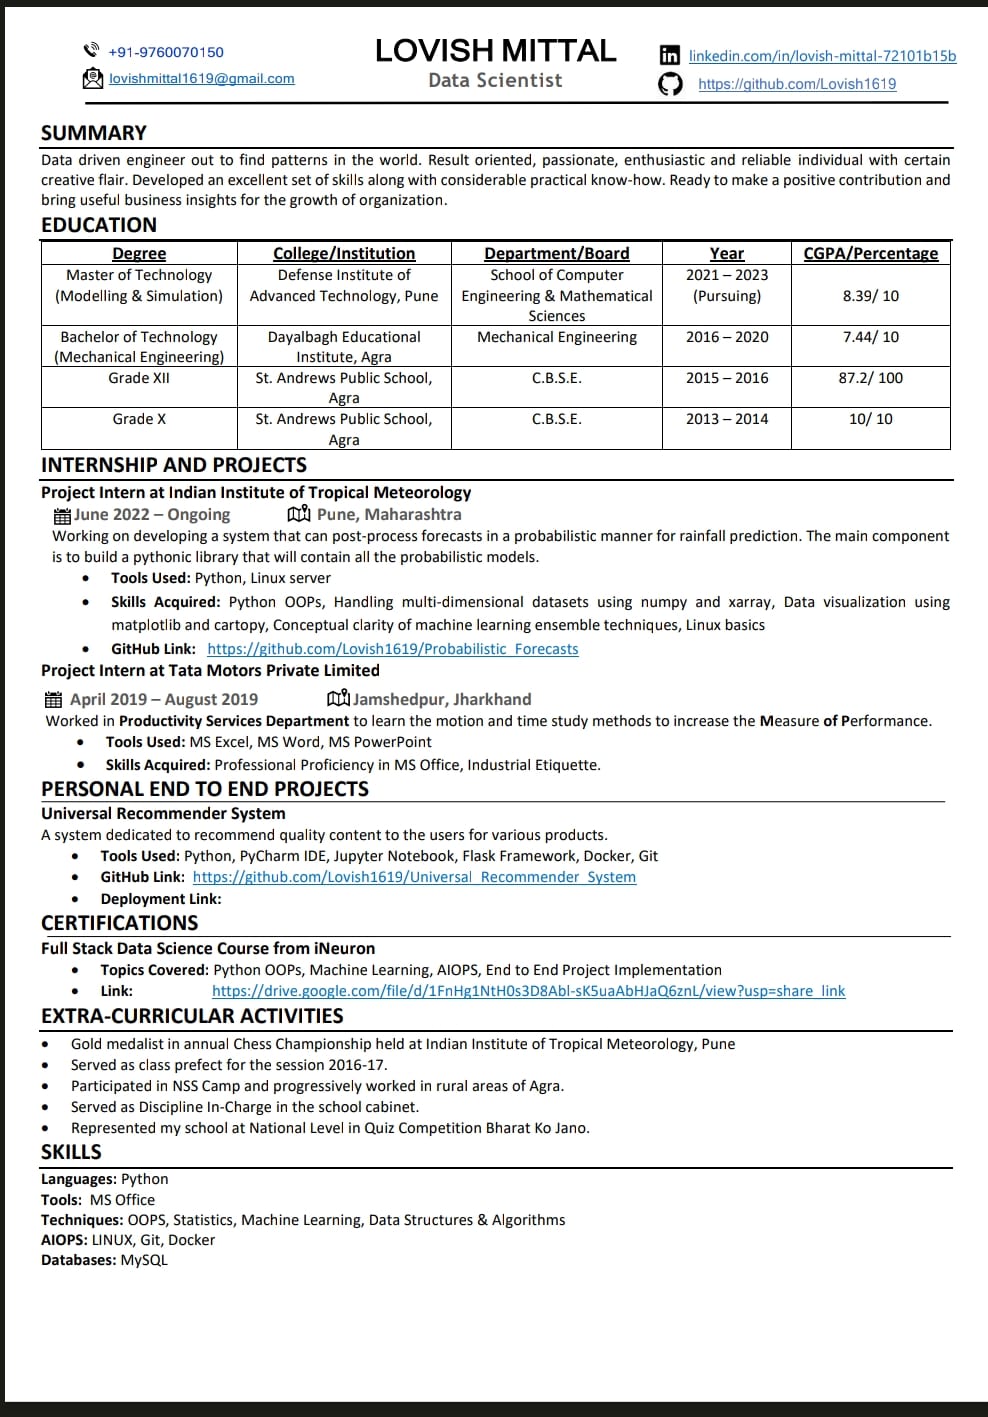 +91-9760070150
lovishmittal1619@gmail.com
LOVISH MITTAL
Data Scientist
linkedin.com/in/lovish-mittal-72101b15b
https://github.com/Lovish1619
SUMMARY
Data driven engineer out to find patterns in the world. Result oriented, passionate, enthusiastic and reliable individual with certain
creative flair. Developed an excellent set of skills along with considerable practical know-how. Ready to make a positive contribution and
bring useful business insights for the growth of organization.
EDUCATION
Degree College/Institution Department/Board Year CGPA/Percentage
Master of Technology Defense Institute of School of Computer 2021 – 2023
(Modelling & Simulation) Advanced Technology, Pune Engineering & Mathematical (Pursuing) 8.39/ 10
Sciences
Bachelor of Technology Dayalbagh Educational Mechanical Engineering 2016 – 2020 7.44/ 10
(Mechanical Engineering) Institute, Agra
Grade XII St. Andrews Public School, C.B.S.E. 2015 – 2016 87.2/ 100
Agra
Grade X St. Andrews Public School, C.B.S.E. 2013 – 2014 10/ 10
Agra
INTERNSHIP AND PROJECTS
Project Intern at Indian Institute of Tropical Meteorology
June 2022 – Ongoing Pune, Maharashtra
Working on developing a system that can post-process forecasts in a probabilistic manner for rainfall prediction. The main component
is to build a pythonic library that will contain all the probabilistic models.
• Tools Used: Python, Linux server
• Skills Acquired: Python OOPs, Handling multi-dimensional datasets using numpy and xarray, Data visualization using
matplotlib and cartopy, Conceptual clarity of machine learning ensemble techniques, Linux basics
• GitHub Link: https://github.com/Lovish1619/Probabilistic_Forecasts
Project Intern at Tata Motors Private Limited
April 2019 – August 2019 Jamshedpur, Jharkhand
Worked in Productivity Services Department to learn the motion and time study methods to increase the Measure of Performance.
• Tools Used: MS Excel, MS Word, MS PowerPoint
• Skills Acquired: Professional Proficiency in MS Office, Industrial Etiquette.
PERSONAL END TO END PROJECTS
Universal Recommender System
A system dedicated to recommend quality content to the users for various products.
• Tools Used: Python, PyCharm IDE, Jupyter Notebook, Flask Framework, Docker, Git
• GitHub Link: https://github.com/Lovish1619/Universal_Recommender_System
• Deployment Link:
CERTIFICATIONS
Full Stack Data Science Course from iNeuron
• Topics Covered: Python OOPs, Machine Learning, AIOPS, End to End Project Implementation
• Link: https://drive.google.com/file/d/1FnHg1NtH0s3D8Abl-sK5uaAbHJaQ6znL/view?usp=share_link
EXTRA-CURRICULAR ACTIVITIES
• Gold medalist in annual Chess Championship held at Indian Institute of Tropical Meteorology, Pune
• Served as class prefect for the session 2016-17.
• Participated in NSS Camp and progressively worked in rural areas of Agra.
• Served as Discipline In-Charge in the school cabinet.
• Represented my school at National Level in Quiz Competition Bharat Ko Jano.
SKILLS
Languages: Python
Tools: MS Office
Techniques: OOPS, Statistics, Machine Learning, Data Structures & Algorithms
AIOPS: LINUX, Git, Docker
Databases: MySQL